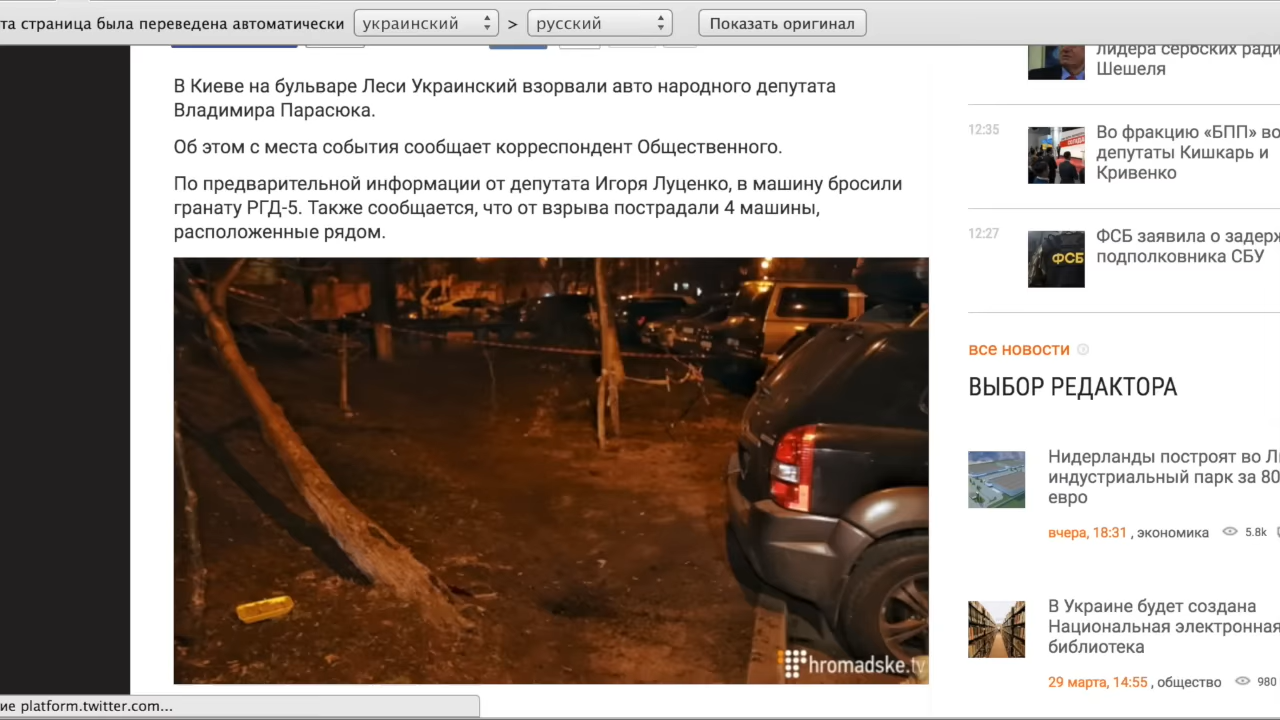 та страница была переведена автоматически украинский > русский Показать оригинал
В Киеве на бульваре Леси Украинский взорвали авто народного депутата
Владимира Парасюка.
Об этом с места события сообщает корреспондент Общественного.
По предварительной информации от депутата Игоря Луценко, в машину бросили
гранату РГД-5. Также сообщается, что от взрыва пострадали 4 машины,
расположенные рядом.
hromadske.tv
лидера сербских ради
Шешеля
12:35
Во фракцию «БПП» во
депутаты Кишкарь и
Кривенко
12:27
ФСБ заявила о задерж
подполковника СБУ
ФСБ
все новости
ВЫБОР РЕДАКТОРА
Нидерланды построят во Л
индустриальный парк за 80
евро
вчера, 18:31 , экономика 5.8k
В Украине будет создана
Национальная электронная
библиотека
29 марта, 14:55 , общество 980
ие platform.twitter.com...